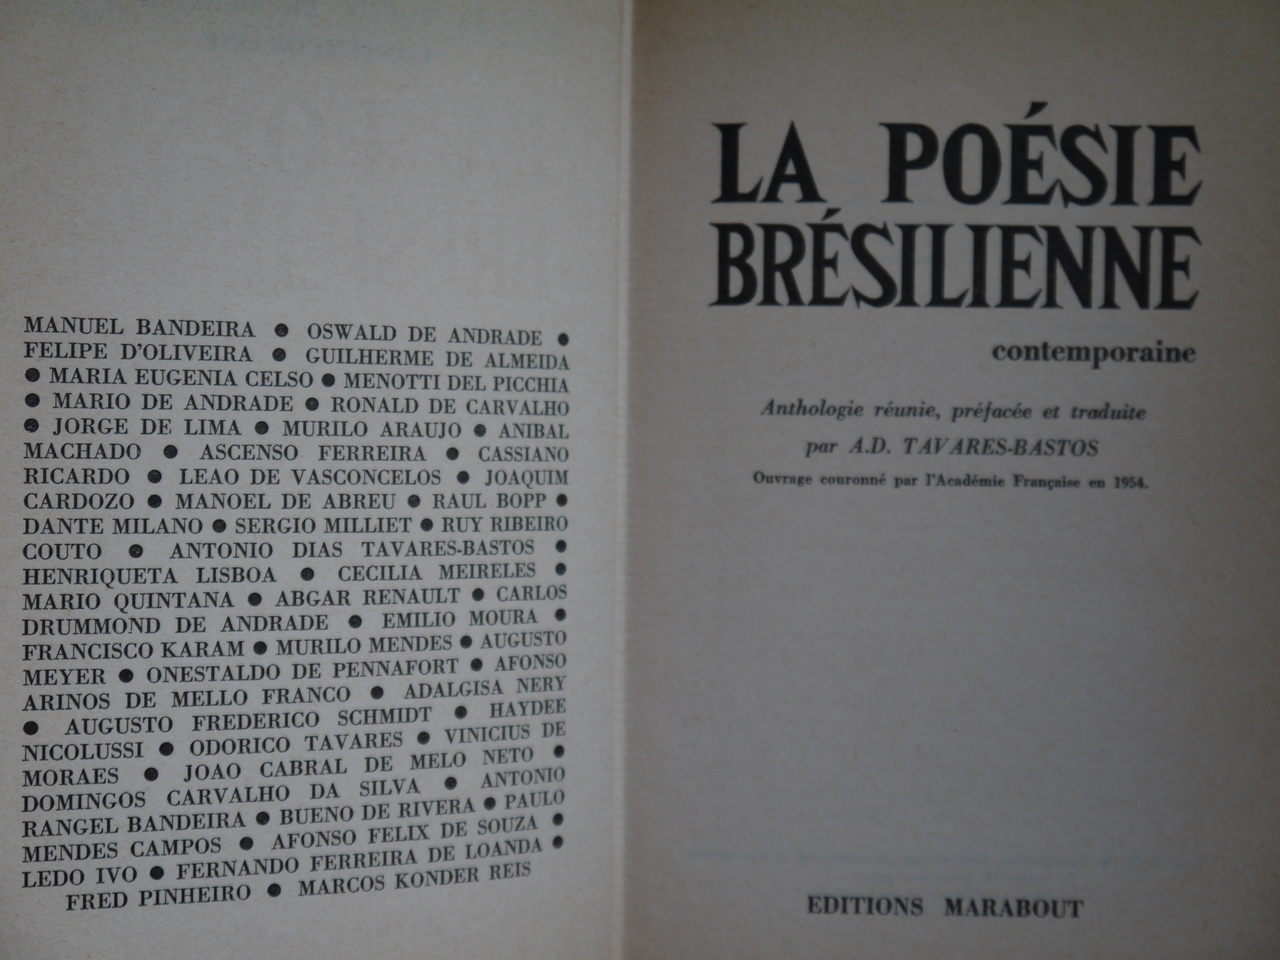 MANUEL BANDEIRA ● OSWALD DE ANDRADE ●
FELIPE D'OLIVEIRA ● GUILHERME DE ALMEIDA
● MARIA EUGENIA CELSO ● MENOTTI DEL PICCHIA
● MARIO DE ANDRADE ● RONALD DE CARVALHO
● JORGE DE LIMA ● MURILO ARAUJO ● ANIBAL
MACHADO ● ASCENSO FERREIRA ● CASSIANO
RICARDO ● LEAO DE VASCONCELOS ● JOAQUIM
CARDOZO ● MANOEL DE ABREU ● RAUL BOPP ●
DANTE MILANO ● SERGIO MILLIET ● RUY RIBEIRO
COUTO ● ANTONIO DIAS TAVARES-BASTOS ●
HENRIQUETA LISBOA ● CECILIA MEIRELES ●
MARIO QUINTANA ● ABGAR RENAULT ● CARLOS
DRUMMOND DE ANDRADE ● EMILIO MOURA ●
FRANCISCO KARAM ● MURILO MENDES ● AUGUSTO
MEYER ● ONESTALDO DE PENNAFORT ● AFONSO
ARINOS DE MELLO FRANCO ● ADALGISA NERY
● AUGUSTO FREDERICO SCHMIDT ● HAYDEE
NICOLUSSI ● ODORICO TAVARES ● VINICIUS DE
MORAES ● JOAO CABRAL DE MELO NETO ●
DOMINGOS CARVALHO DA SILVA ● ANTONIO
RANGEL BANDEIRA ● BUENO DE RIVERA ● PAULO
MENDES CAMPOS ● AFONSO FELIX DE SOUZA ●
LEDO IVO ● FERNANDO FERREIRA DE LOANDA ●
FRED PINHEIRO ● MARCOS KONDER REIS
LA POÉSIE
BRÉSILIENNE
contemporaine
Anthologie réunie, préfacée et traduite
par A.D. TAVARES-BASTOS
Ouvrage couronné par l'Académie Française en 1954.
EDITIONS MARABOUT